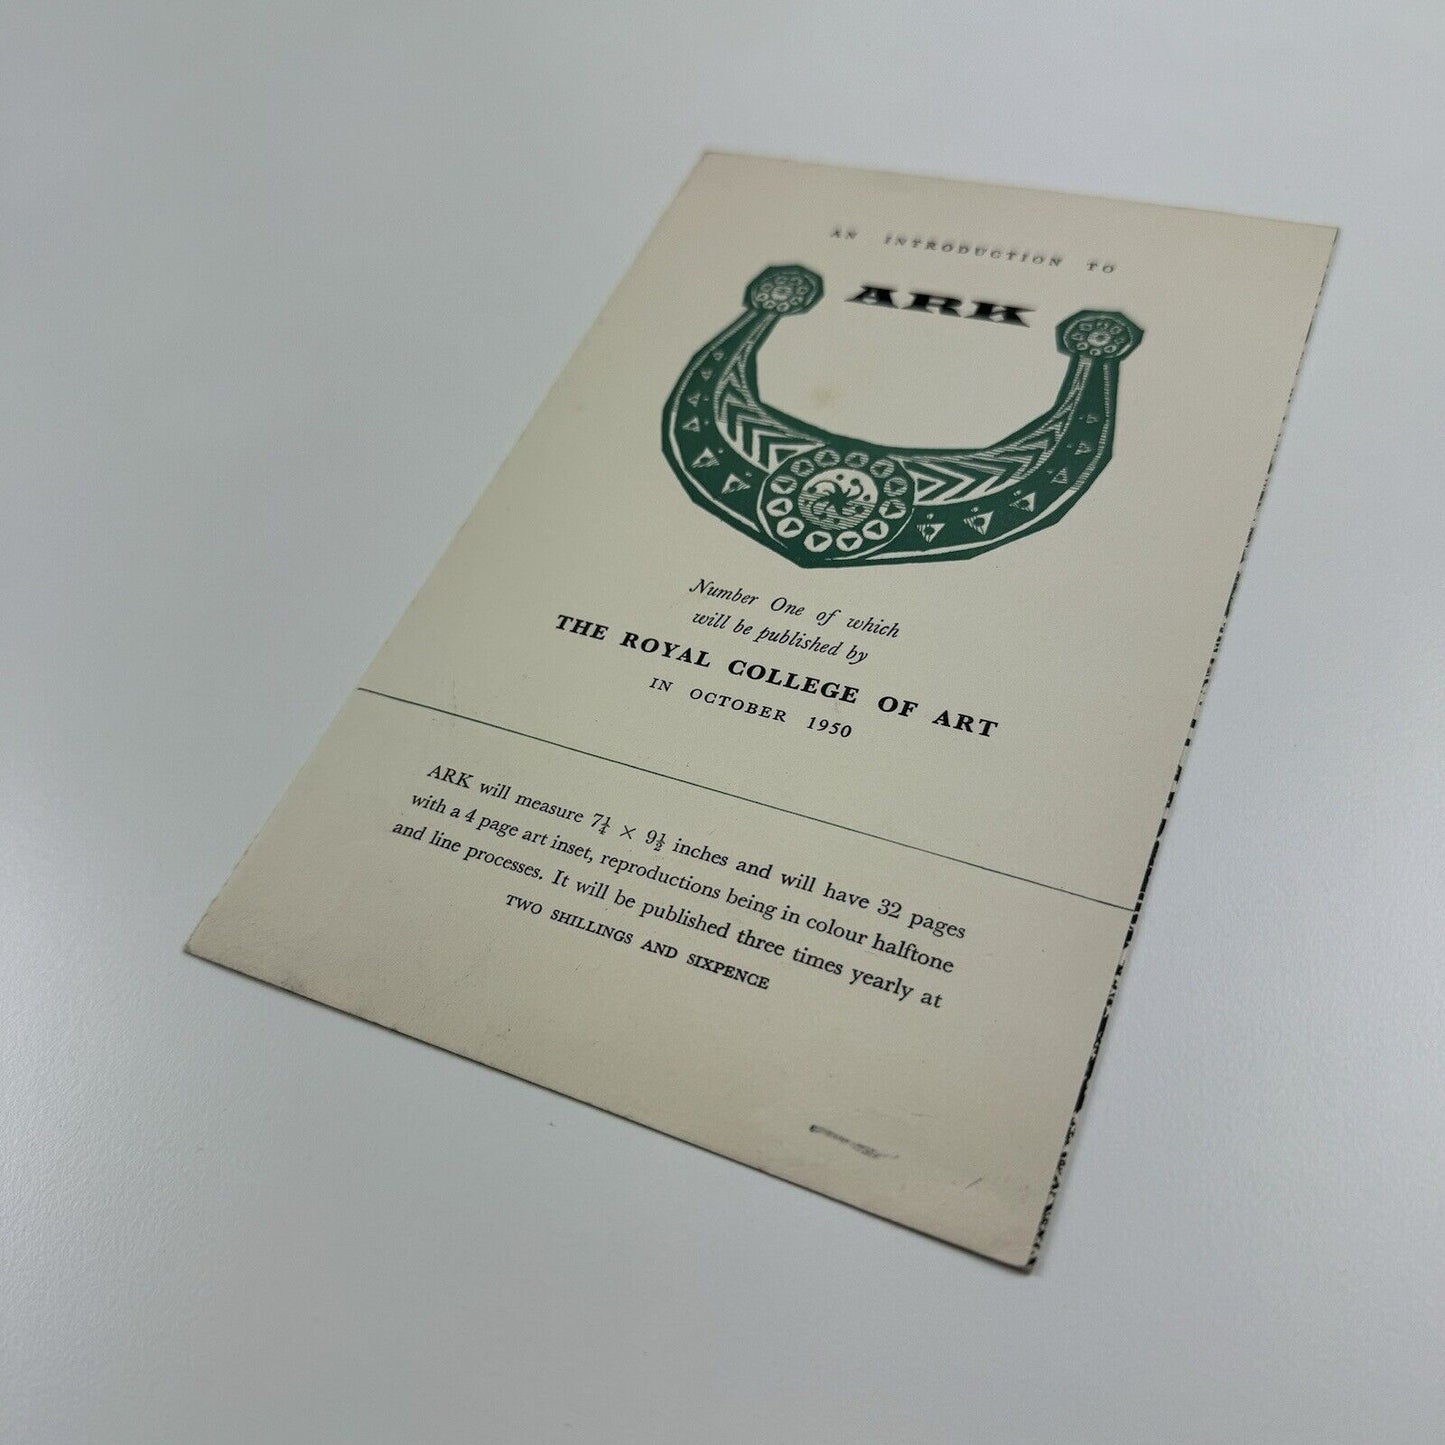 AN INTRODUCTION TO
ARK
Number One of which
will be published by
THE ROYAL COLLEGE OF ART
IN OCTOBER 1950
ARK will measure 7¼ × 9½ inches and will have 32 pages
with a 4 page art inset, reproductions being in colour halftone
and line processes. It will be published three times yearly at
TWO SHILLINGS AND SIXPENCE